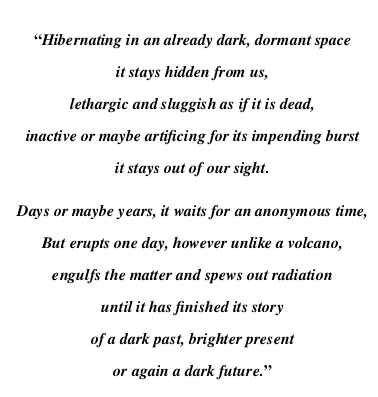 “Hibernating in an already dark, dormant space
it stays hidden from us,
lethargic and sluggish as if it is dead,
inactive or maybe artificing for its impending burst
it stays out of our sight.
Days or maybe years, it waits for an anonymous time,
But erupts one day, however unlike a volcano,
engulfs the matter and spews out radiation
until it has finished its story
of a dark past, brighter present
or again a dark future.”